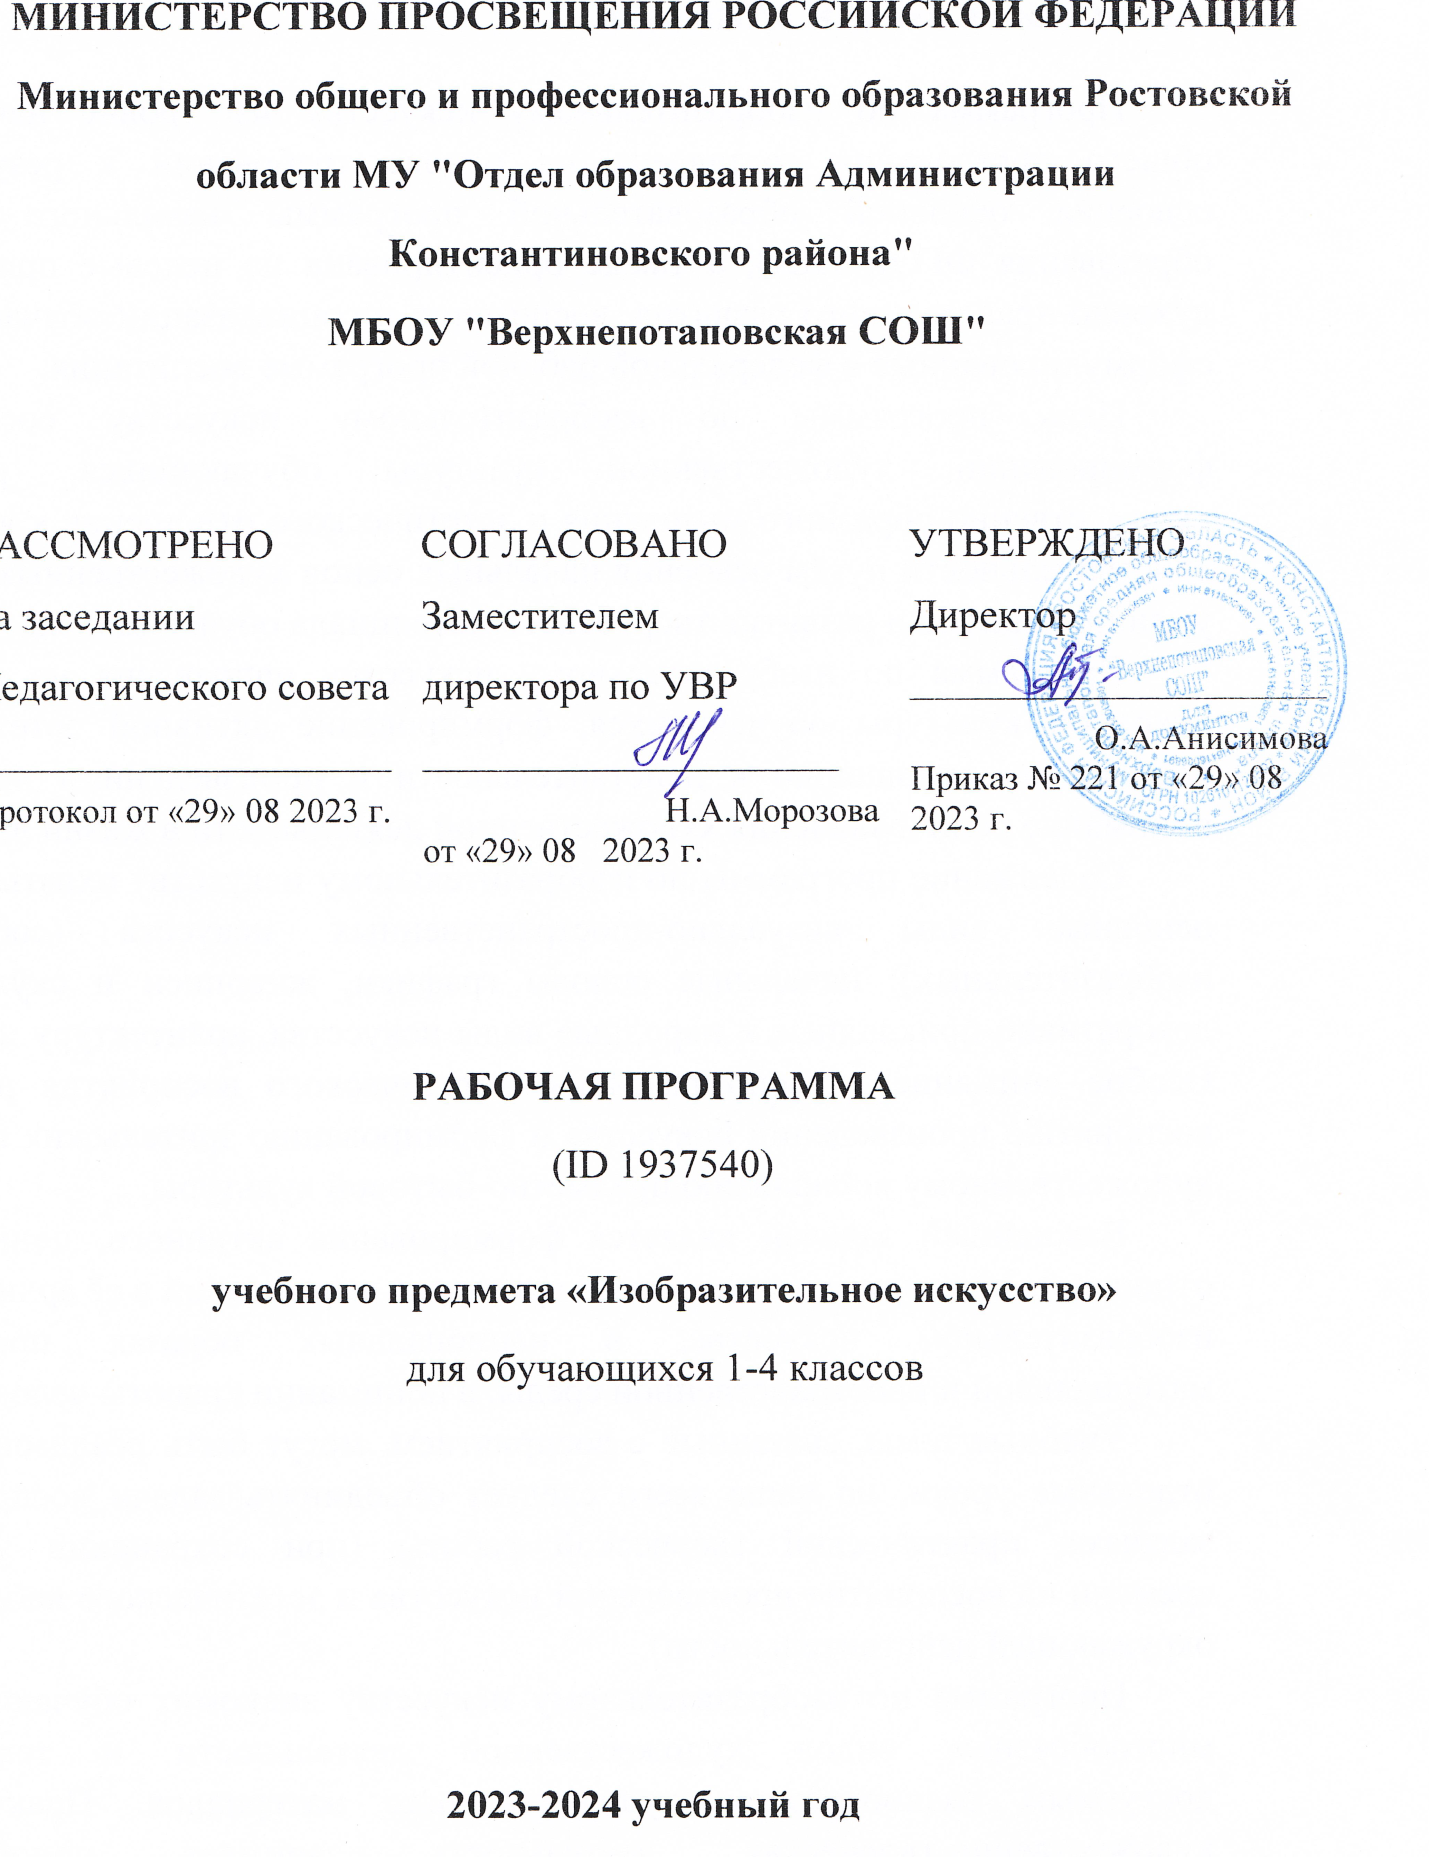 МИНИСТЕРСТВО ПРОСВЕЩЕНИЯ РОССИЙСКОЙ ФЕДЕРАЦИИ
Министерство общего и профессионального образования Ростовской
области МУ "Отдел образования Администрации
Константиновского района"
МБОУ "Верхнепотаповская СОШ"
АССМОТРЕНО
а заседании
едагогического совета
ротокол от «29» 08 2023 г.
СОГЛАСОВАНО
Заместителем
директора по УВР
Н.А.Морозова
от «29» 08 2023 г.
УТВЕРЖДЕНО
Директор
О.А.Анисимова
Приказ № 221 от «29» 08
2023 г.
МБОУ
"Верхнепотаповская
СОШ"
для
документов
РАБОЧАЯ ПРОГРАММА
(ID 1937540)
учебного предмета «Изобразительное искусство»
для обучающихся 1-4 классов
2023-2024 учебный год